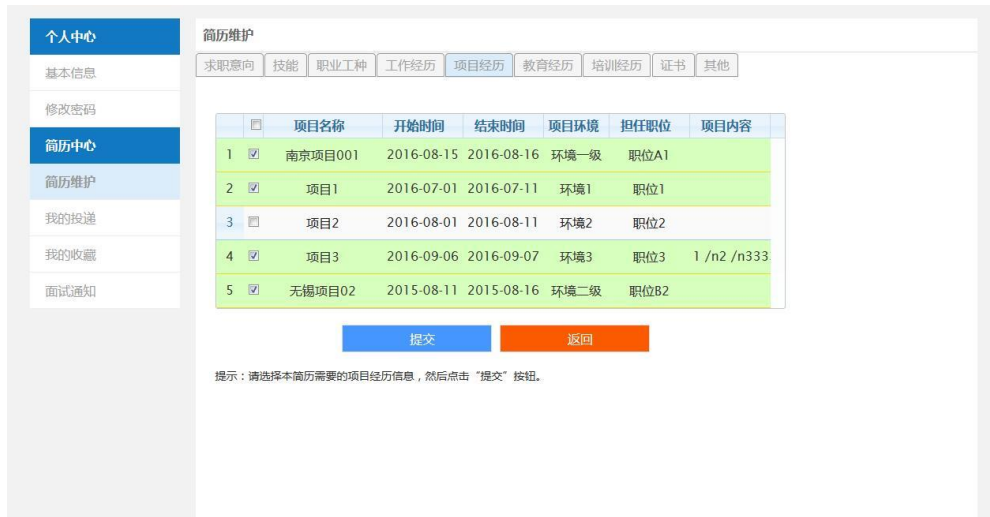 个人中心
基本信息
修改密码
简历中心
简历维护
我的投递
我的收藏
面试通知
简历维护
求职意向 技能 职业工种 工作经历 项目经历 教育经历 培训经历 证书 其他
项目名称 开始时间 结束时间 项目环境 担任职位 项目内容
1 南京项目001 2016-08-15 2016-08-16 环境一级 职位A1
2 项目1 2016-07-01 2016-07-11 环境1 职位1
3 项目2 2016-08-01 2016-08-11 环境2 职位2
4 项目3 2016-09-06 2016-09-07 环境3 职位3 1 /n2 /n333
5 无锡项目02 2015-08-11 2015-08-16 环境二级 职位B2
提交 返回
提示：请选择本简历需要的项目经历信息，然后点击“提交”按钮。